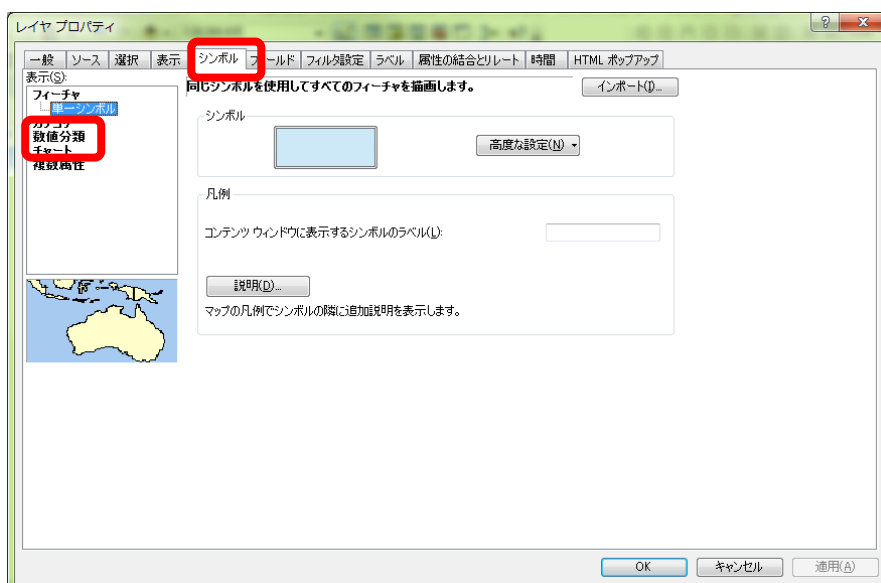 レイヤ プロパティ
一般 ソース 選択 表示 シンボル フィルタ設定 ラベル 属性の結合とリレート 時間 HTML ポップアップ
表示(S):
フィーチャ
単一シンボル
カテゴリ
数値分類
チャート
複数属性
同じシンボルを使用してすべてのフィーチャを描画します。
インポート(I)...
シンボル
高度な設定(N)
凡例
コンテンツ ウィンドウに表示するシンボルのラベル(L):
説明(D)...
マップの凡例でシンボルの隣に追加説明を表示します。
OK キャンセル 適用(A)